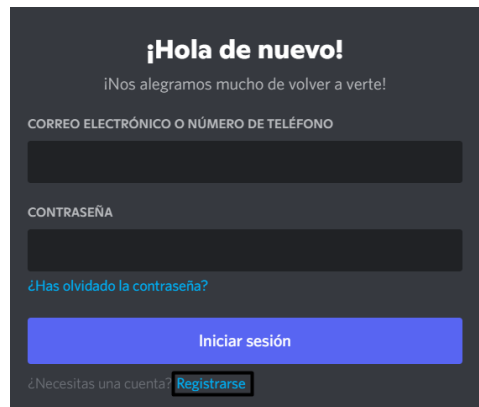 ¡Hola de nuevo!
¡Nos alegramos mucho de volver a verte!
CORREO ELECTRÓNICO O NÚMERO DE TELÉFONO
CONTRASEÑA
¿Has olvidado la contraseña?
Iniciar sesión
¿Necesitas una cuenta? Registrarse